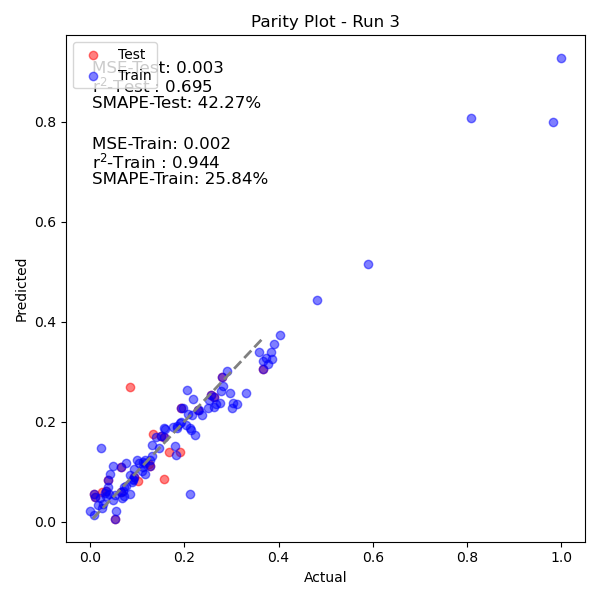 Parity Plot - Run 3
Test
Train
MSE-Test: 0.003
r²-Test : 0.695
SMAPE-Test: 42.27%
MSE-Train: 0.002
r²-Train : 0.944
SMAPE-Train: 25.84%
Predicted
0.8
0.6
0.4
0.2
0.0
0.0 0.2 0.4 0.6 0.8 1.0
Actual